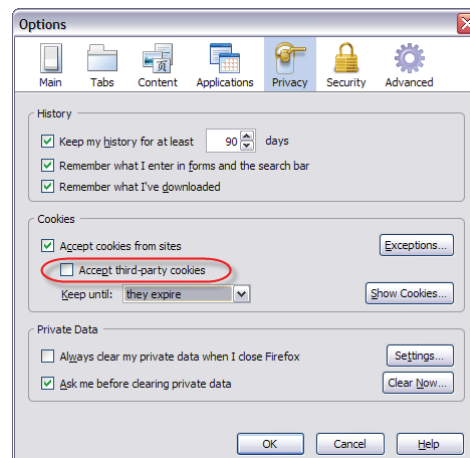 Options
Main Tabs Content Applications Privacy Security Advanced
History
Keep my history for at least 90 days
Remember what I enter in forms and the search bar
Remember what I've downloaded
Cookies
Accept cookies from sites Exceptions...
Accept third-party cookies
Keep until: they expire Show Cookies...
Private Data
Always clear my private data when I close Firefox Settings...
Ask me before clearing private data Clear Now...
OK Cancel Help